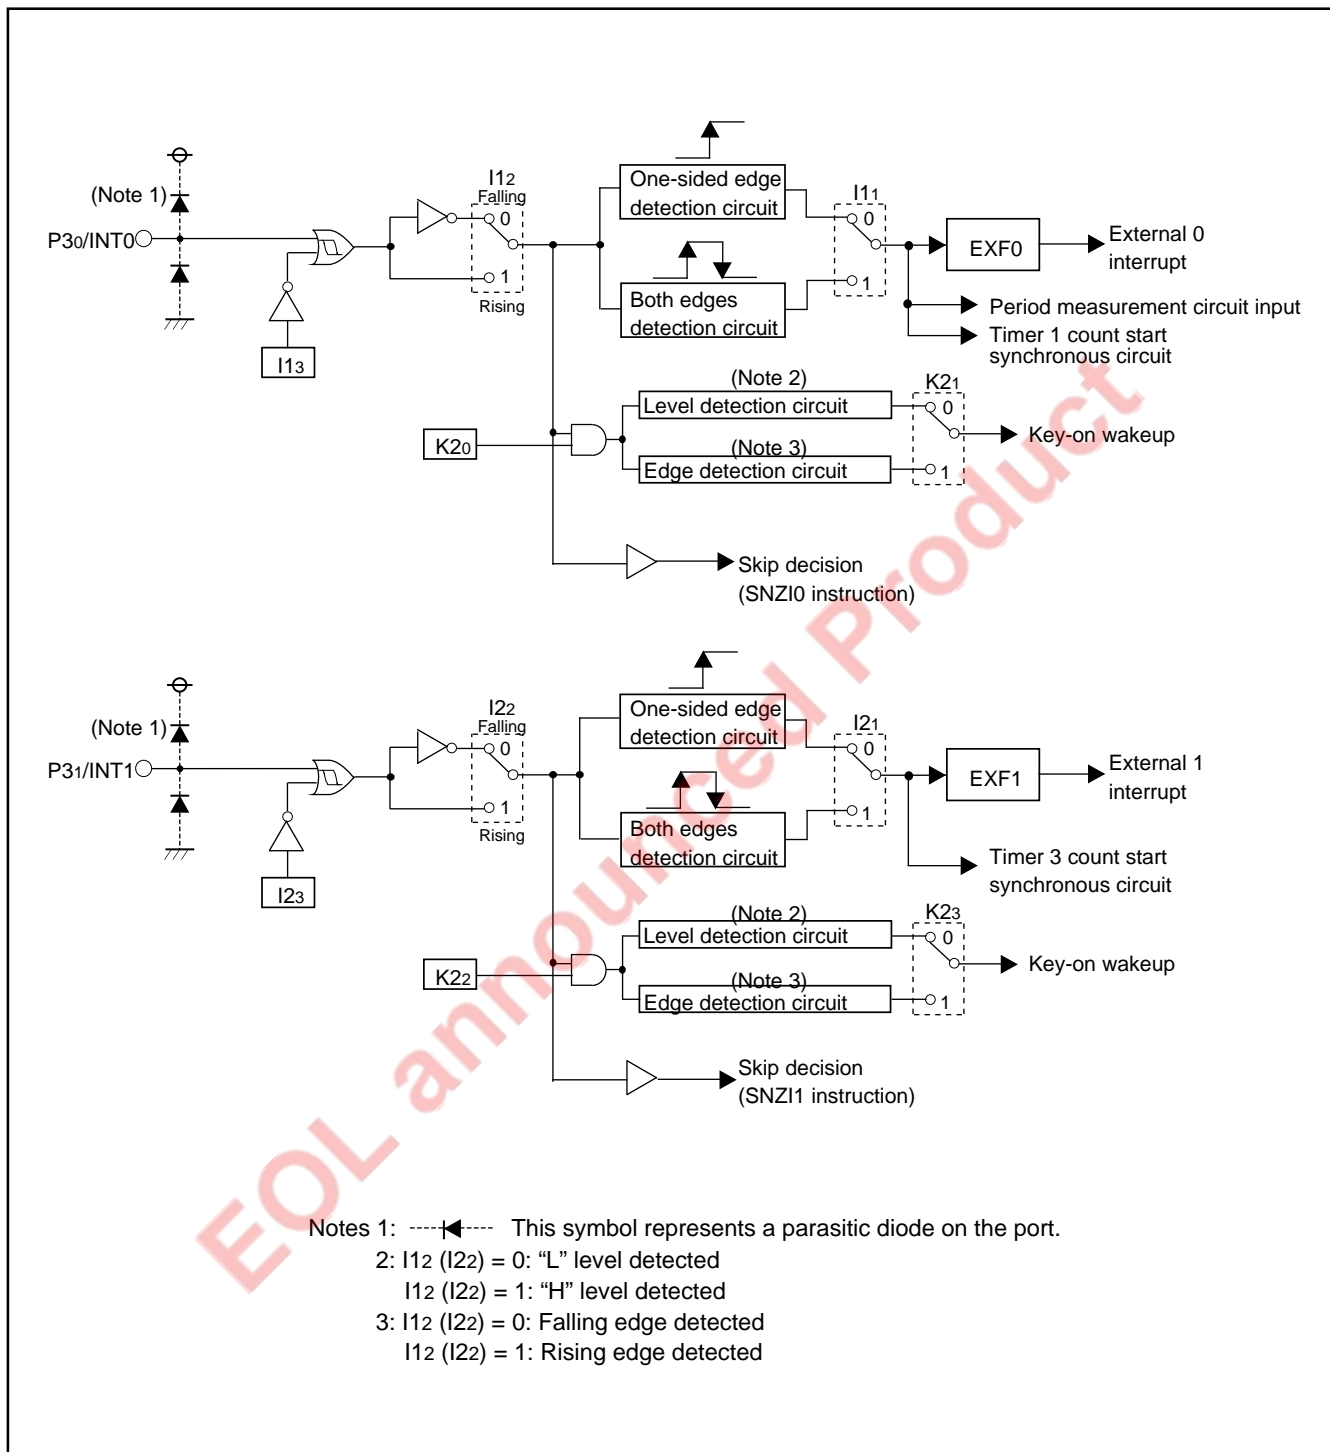 I12
Falling
0
1
Rising
(Note 1)
P30/INT0
I13
One-sided edge
detection circuit
Both edges
detection circuit
I11
0
1
EXF0
External 0
interrupt
Period measurement circuit input
Timer 1 count start
synchronous circuit
K20
(Note 2)
Level detection circuit
(Note 3)
Edge detection circuit
K21
0
1
Key-on wakeup
Skip decision
(SNZI0 instruction)
I22
Falling
0
1
Rising
(Note 1)
P31/INT1
I23
One-sided edge
detection circuit
Both edges
detection circuit
I21
0
1
EXF1
External 1
interrupt
Timer 3 count start
synchronous circuit
K22
(Note 2)
Level detection circuit
(Note 3)
Edge detection circuit
K23
0
1
Key-on wakeup
Skip decision
(SNZI1 instruction)
EOL announced Product
Notes 1: This symbol represents a parasitic diode on the port.
2: I12 (I22) = 0: “L” level detected
I12 (I22) = 1: “H” level detected
3: I12 (I22) = 0: Falling edge detected
I12 (I22) = 1: Rising edge detected